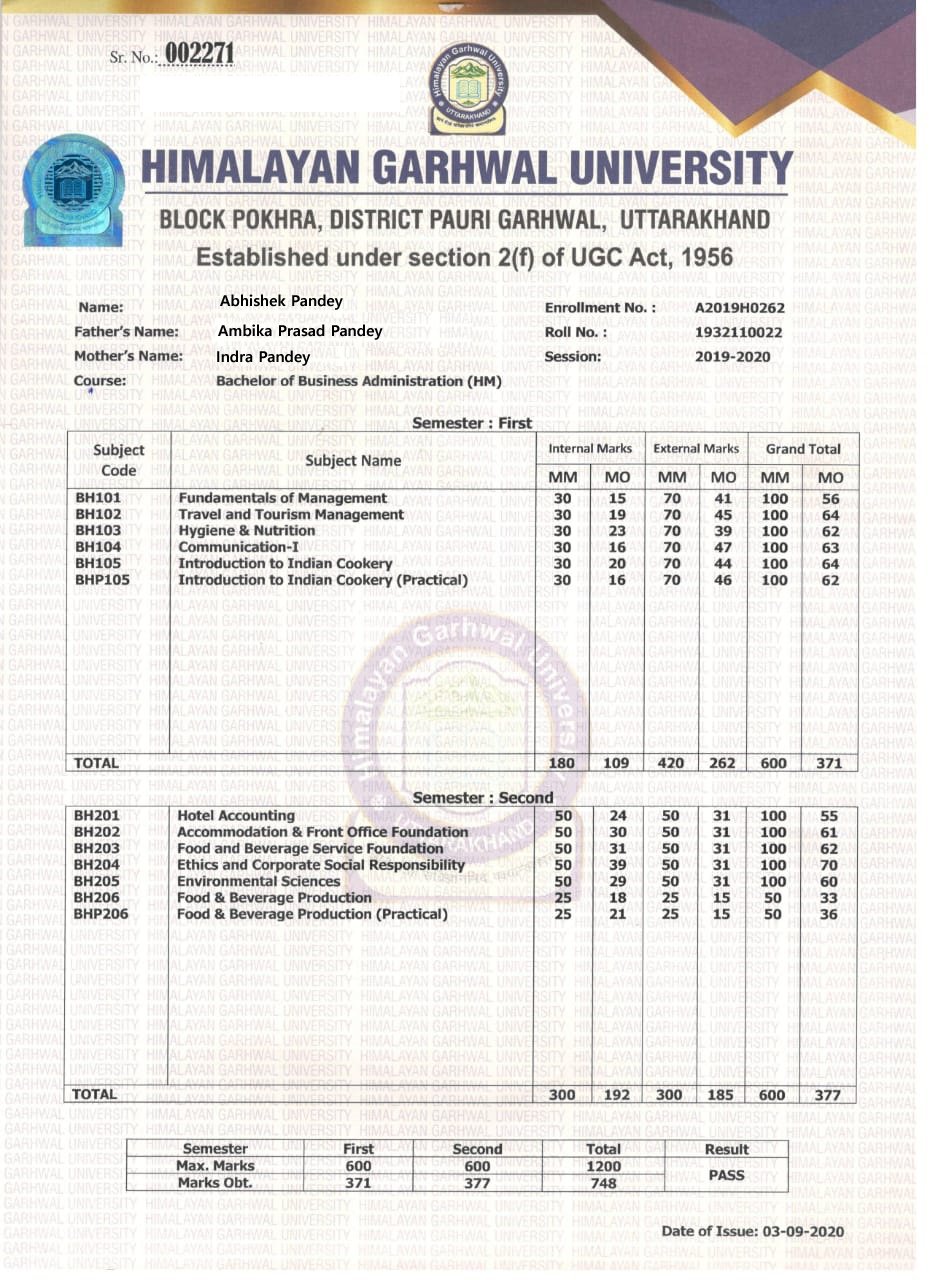 Sr. No.: 002271
Himalayan Garhwal University
UTTARAKHAND
HIMALAYAN GARHWAL UNIVERSITY
BLOCK POKHRA, DISTRICT PAURI GARHWAL, UTTARAKHAND
Established under section 2(f) of UGC Act, 1956
Name: Abhishek Pandey Enrollment No. : A2019H0262
Father's Name: Ambika Prasad Pandey Roll No. : 1932110022
Mother's Name: Indra Pandey Session: 2019-2020
Course: Bachelor of Business Administration (HM)
Semester : First
Subject Code Subject Name Internal Marks External Marks Grand Total
MM MO MM MO MM MO
BH101 Fundamentals of Management 30 15 70 41 100 56
BH102 Travel and Tourism Management 30 19 70 45 100 64
BH103 Hygiene & Nutrition 30 23 70 39 100 62
BH104 Communication-I 30 16 70 47 100 63
BH105 Introduction to Indian Cookery 30 20 70 44 100 64
BHP105 Introduction to Indian Cookery (Practical) 30 16 70 46 100 62
TOTAL 180 109 420 262 600 371
Semester : Second
BH201 Hotel Accounting 50 24 50 31 100 55
BH202 Accommodation & Front Office Foundation 50 30 50 31 100 61
BH203 Food and Beverage Service Foundation 50 31 50 31 100 62
BH204 Ethics and Corporate Social Responsibility 50 39 50 31 100 70
BH205 Environmental Sciences 50 29 50 31 100 60
BH206 Food & Beverage Production 25 18 25 15 50 33
BHP206 Food & Beverage Production (Practical) 25 21 25 15 50 36
TOTAL 300 192 300 185 600 377
Semester First Second Total Result
Max. Marks 600 600 1200 PASS
Marks Obt. 371 377 748
Date of Issue: 03-09-2020